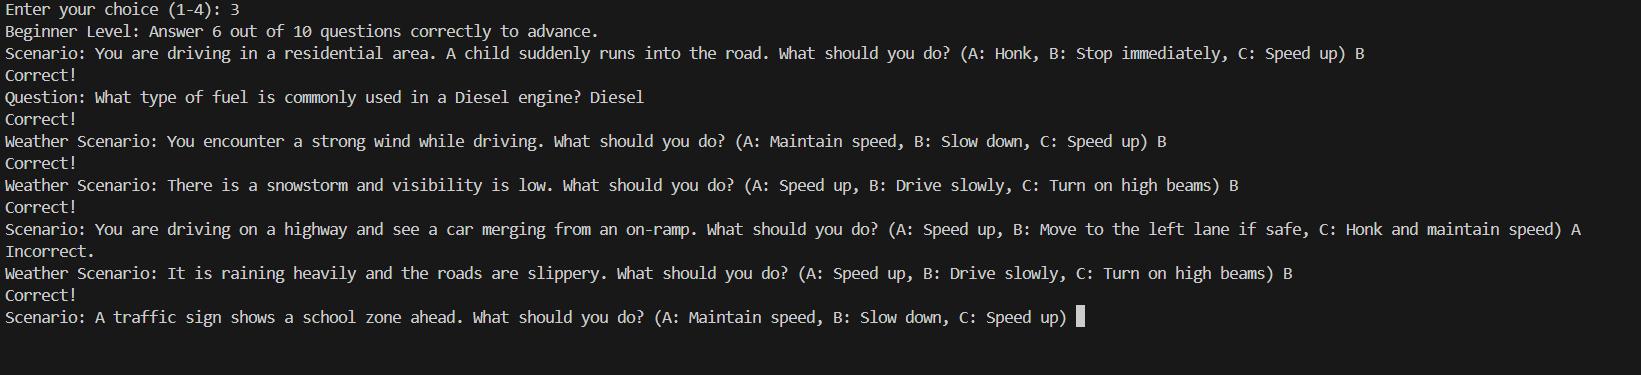 Enter your choice (1-4): 3
Beginner Level: Answer 6 out of 10 questions correctly to advance.
Scenario: You are driving in a residential area. A child suddenly runs into the road. What should you do? (A: Honk, B: Stop immediately, C: Speed up) B
Correct!
Question: What type of fuel is commonly used in a Diesel engine? Diesel
Correct!
Weather Scenario: You encounter a strong wind while driving. What should you do? (A: Maintain speed, B: Slow down, C: Speed up) B
Correct!
Weather Scenario: There is a snowstorm and visibility is low. What should you do? (A: Speed up, B: Drive slowly, C: Turn on high beams) B
Correct!
Scenario: You are driving on a highway and see a car merging from an on-ramp. What should you do? (A: Speed up, B: Move to the left lane if safe, C: Honk and maintain speed) A
Incorrect.
Weather Scenario: It is raining heavily and the roads are slippery. What should you do? (A: Speed up, B: Drive slowly, C: Turn on high beams) B
Correct!
Scenario: A traffic sign shows a school zone ahead. What should you do? (A: Maintain speed, B: Slow down, C: Speed up)